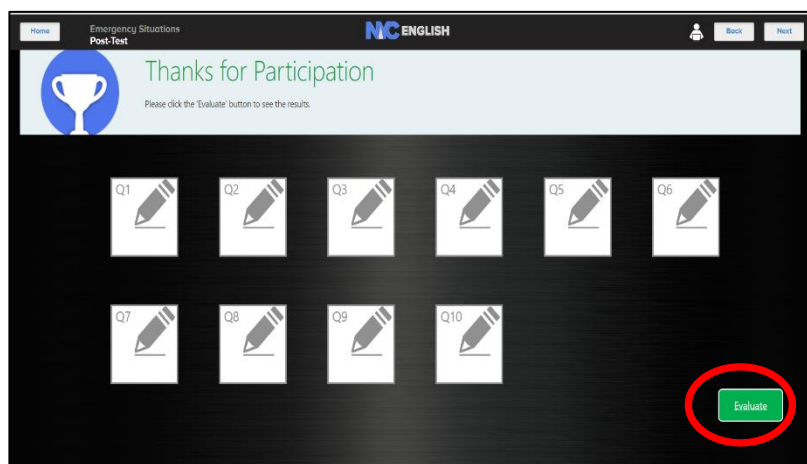 Home
Emergency Situations
Post-Test
NYC ENGLISH
Back
Next
Thanks for Participation
Please click the 'Evaluate' button to see the results.
Q1 Q2 Q3 Q4 Q5 Q6
Q7 Q8 Q9 Q10
Evaluate